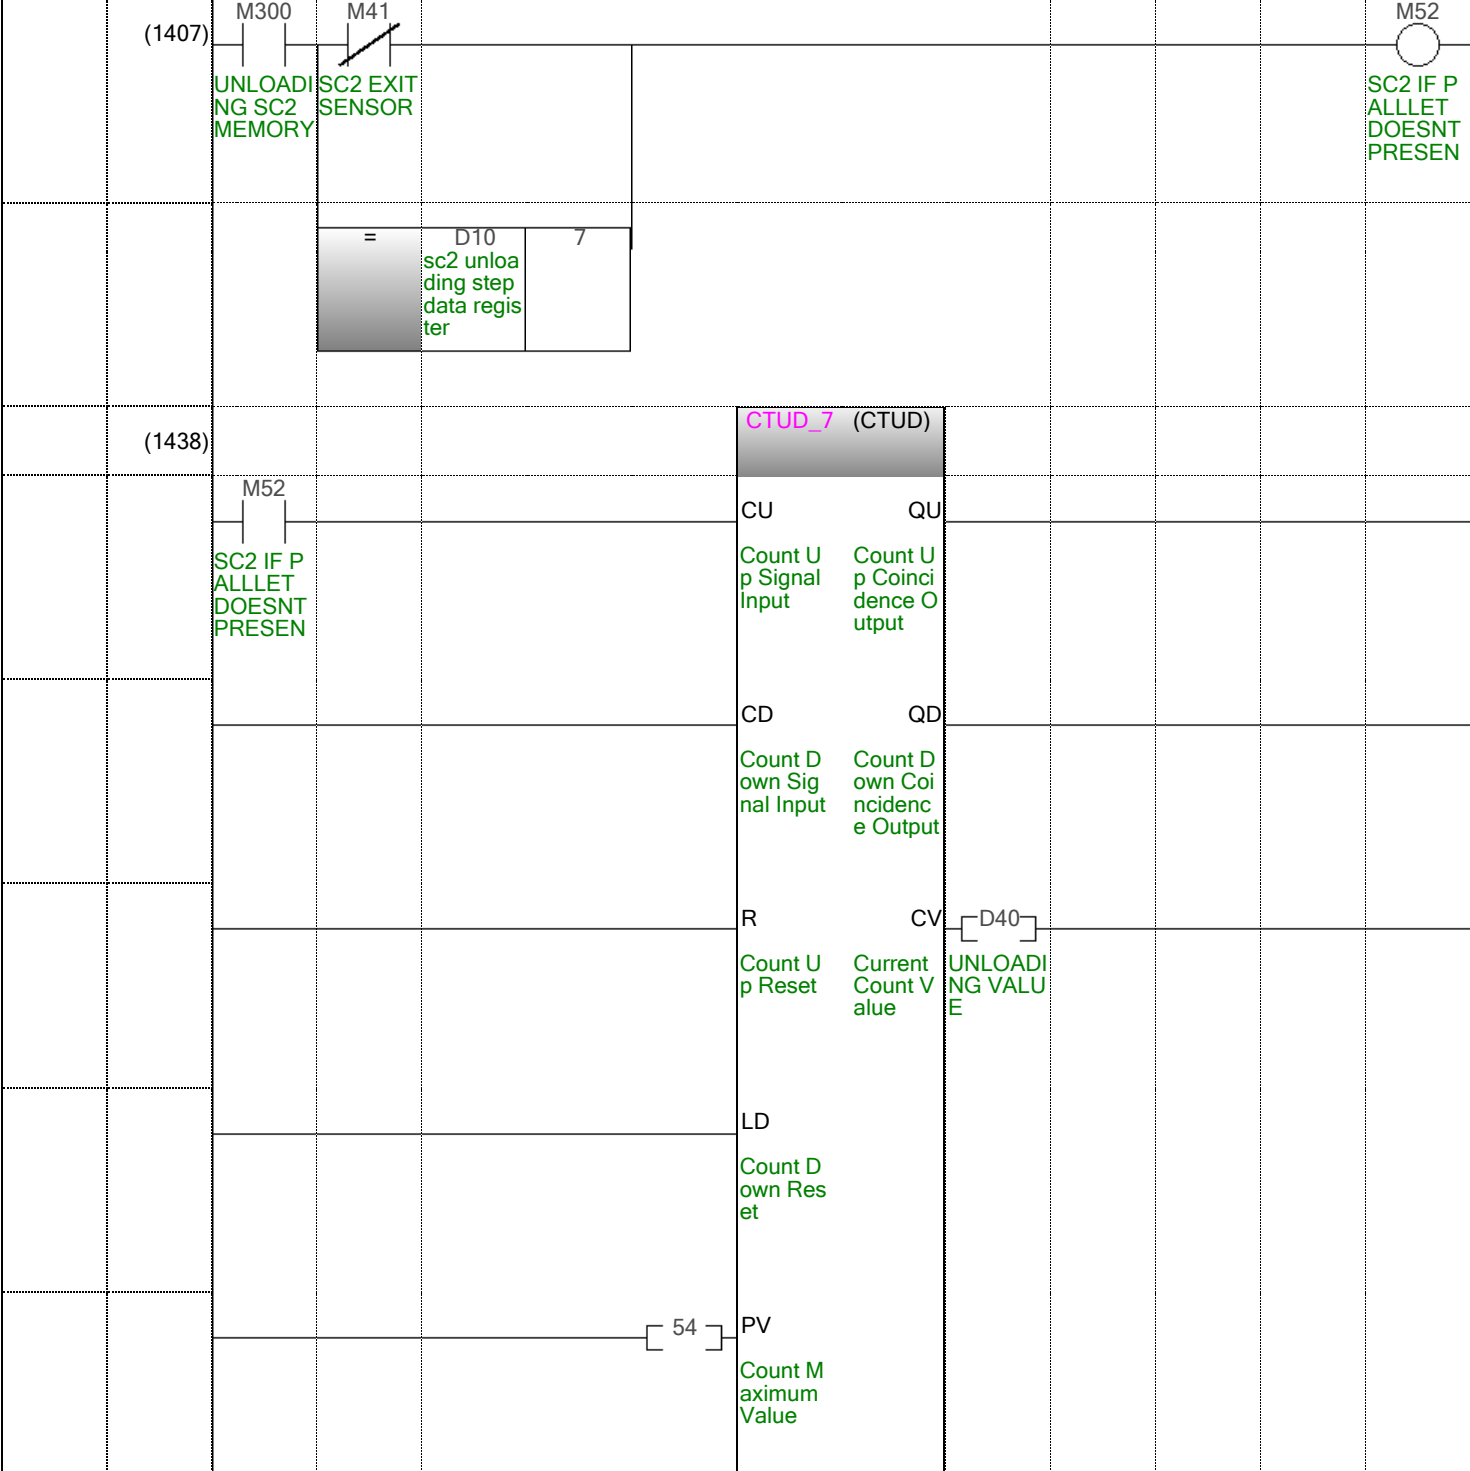 M300 M41 M52
(1407)
UNLOADI SC2 EXIT SC2 IF P
NG SC2 SENSOR ALLLET
MEMORY DOESNT
PRESEN
= D10 7
sc2 unloa
ding step
data regis
ter
CTUD_7 (CTUD)
(1438)
M52
CU QU
SC2 IF P Count U Count U
ALLLET p Signal p Coinci
DOESNT Input dence O
PRESEN utput
CD QD
Count D Count D
own Sig own Coi
nal Input ncidenc
e Output
R CV D40
Count U Current UNLOADI
p Reset Count V NG VALU
alue E
LD
Count D
own Res
et
54 PV
Count M
aximum
Value